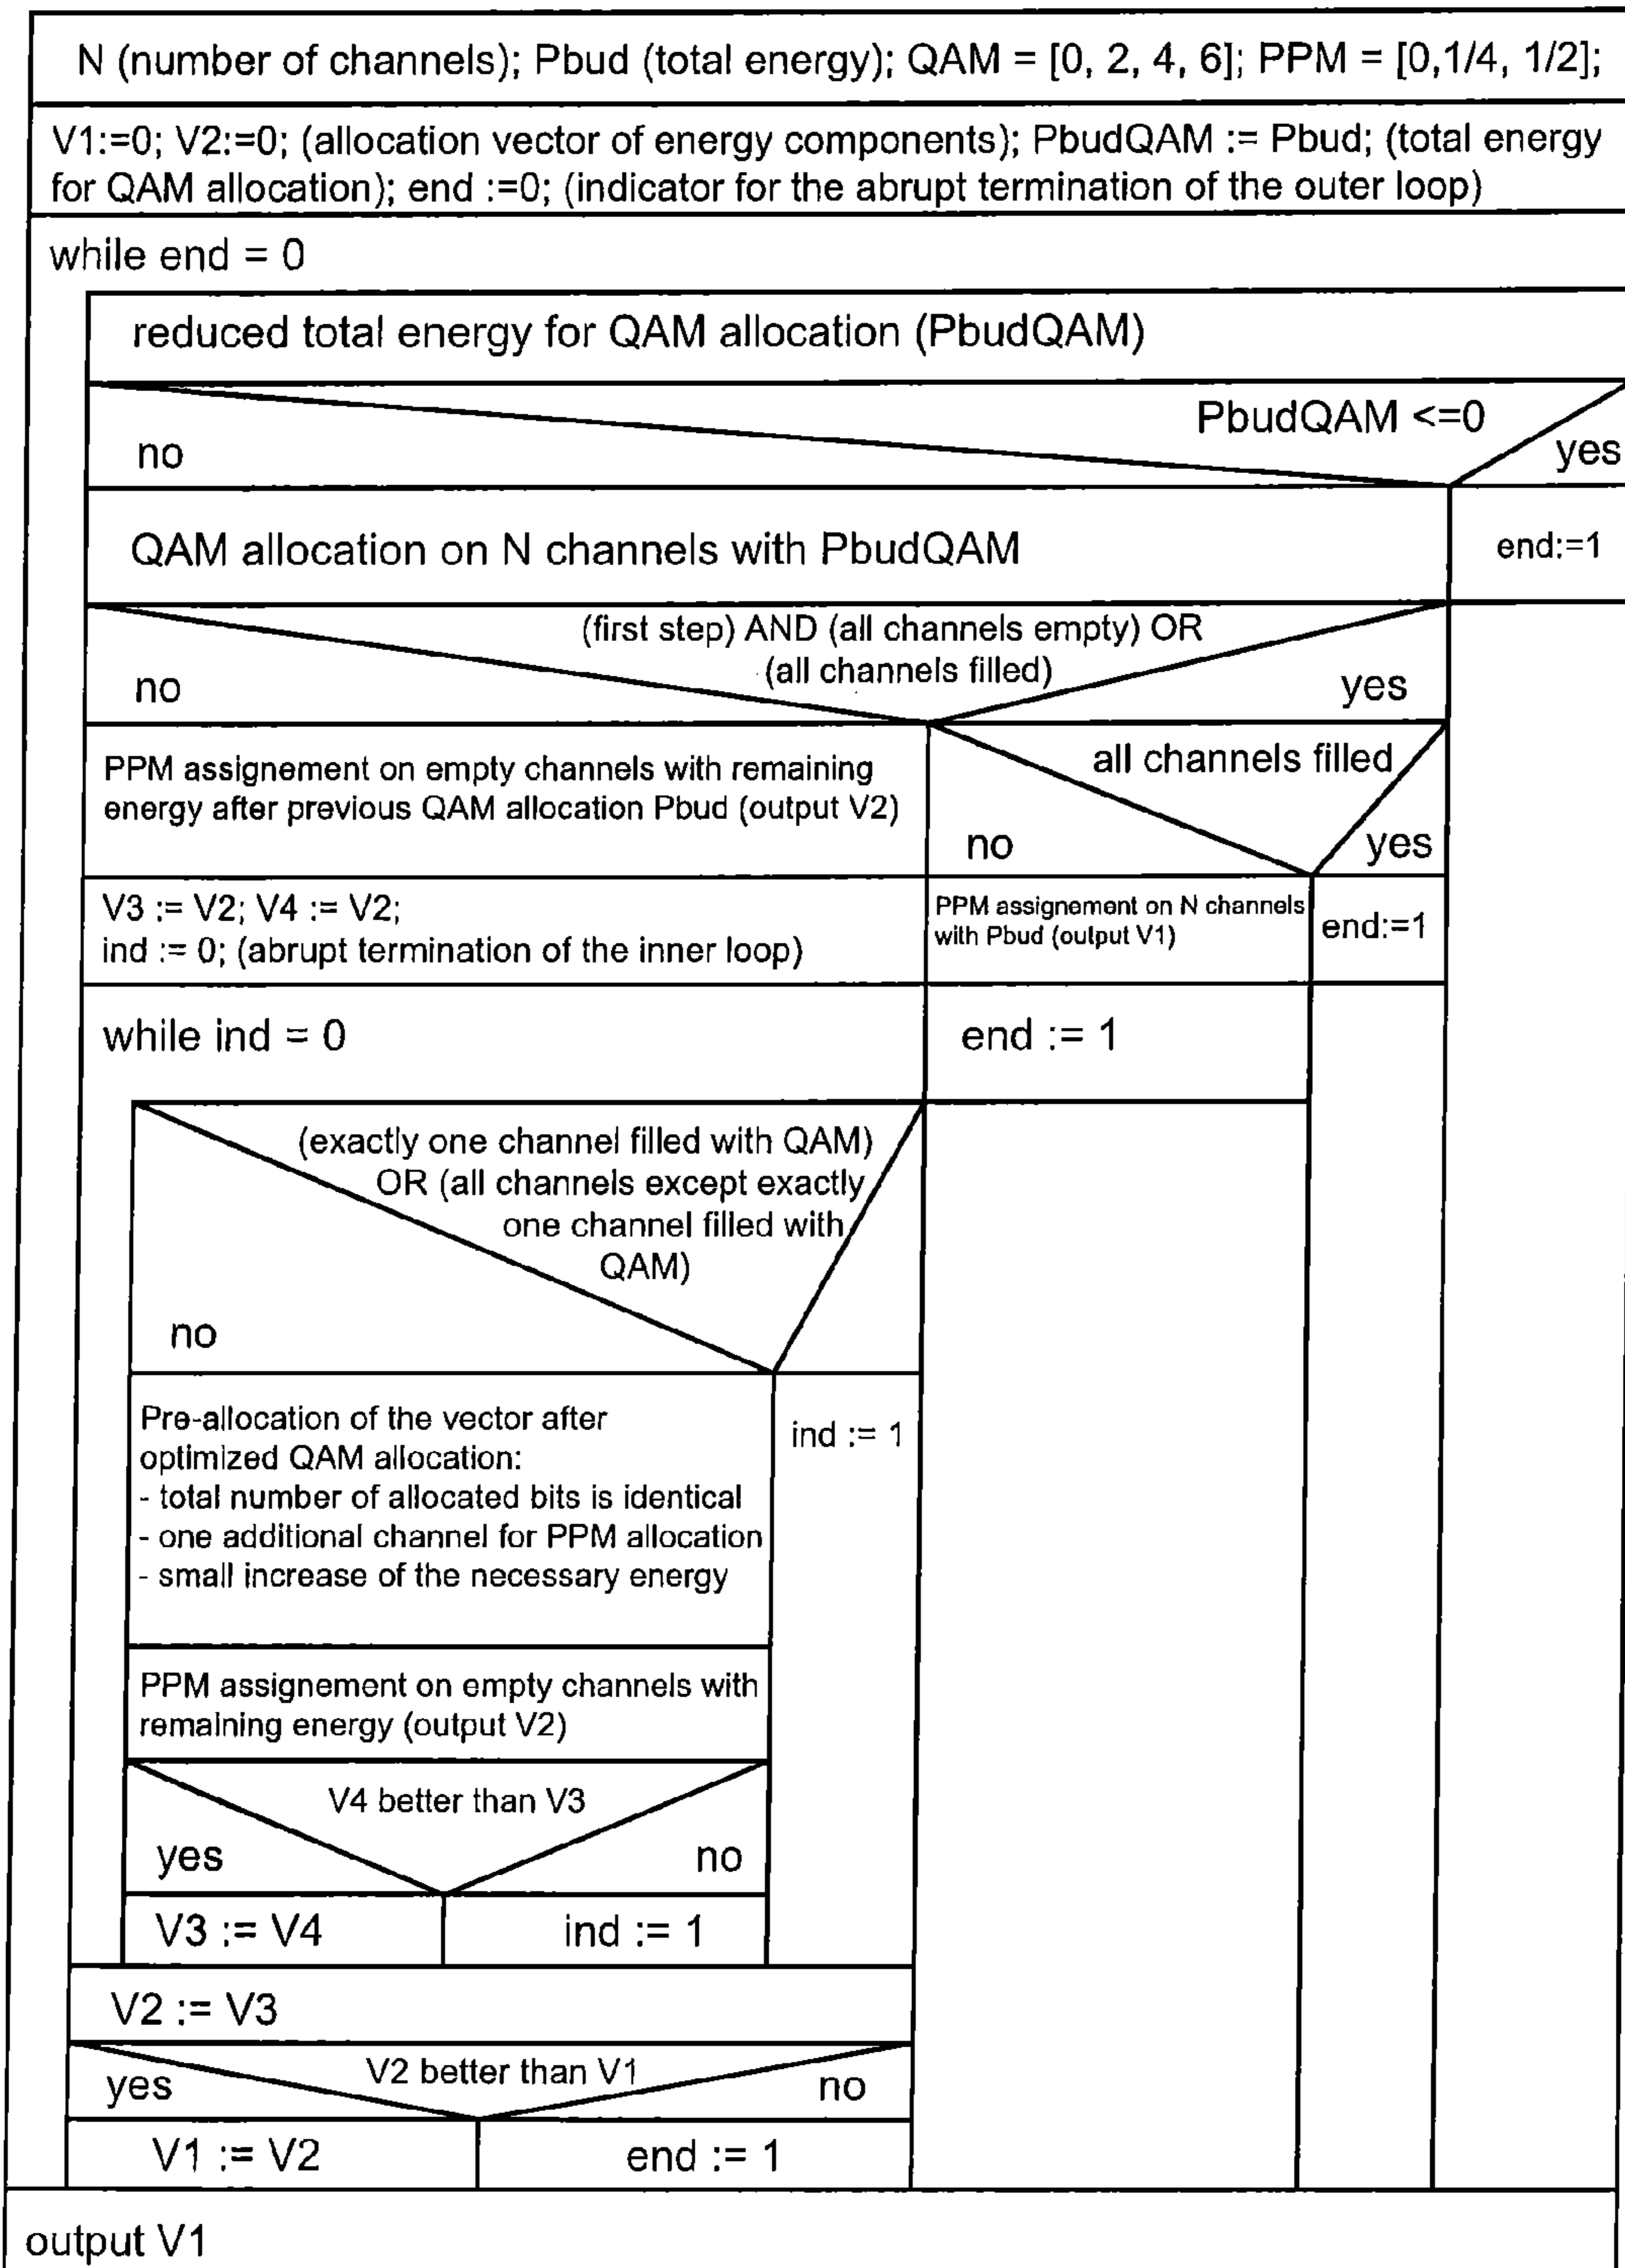 N (number of channels); Pbud (total energy); QAM = [0, 2, 4, 6]; PPM = [0,1/4, 1/2];
V1:=0; V2:=0; (allocation vector of energy components); PbudQAM := Pbud; (total energy
for QAM allocation); end :=0; (indicator for the abrupt termination of the outer loop)
while end = 0
reduced total energy for QAM allocation (PbudQAM)
PbudQAM <=0
no
yes
QAM allocation on N channels with PbudQAM
end:=1
(first step) AND (all channels empty) OR
(all channels filled)
no
yes
PPM assignement on empty channels with remaining
energy after previous QAM allocation Pbud (output V2)
all channels filled
no
yes
V3 := V2; V4 := V2;
ind := 0; (abrupt termination of the inner loop)
PPM assignement on N channels
with Pbud (output V1)
end:=1
while ind = 0
end := 1
(exactly one channel filled with QAM)
OR (all channels except exactly
one channel filled with
QAM)
no
Pre-allocation of the vector after
optimized QAM allocation:
- total number of allocated bits is identical
- one additional channel for PPM allocation
- small increase of the necessary energy
ind := 1
PPM assignement on empty channels with
remaining energy (output V2)
V4 better than V3
yes
no
V3 := V4
ind := 1
V2 := V3
V2 better than V1
yes
no
V1 := V2
end := 1
output V1